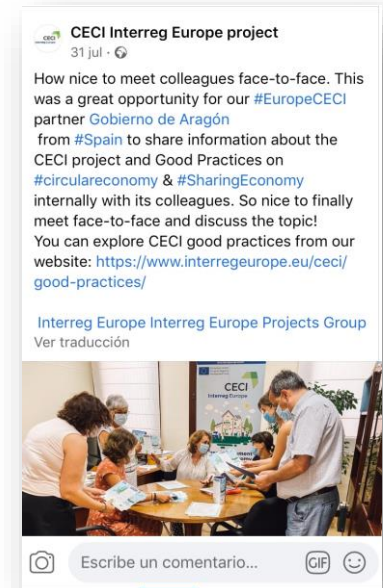 CECI Interreg Europe project
31 jul ·
How nice to meet colleagues face-to-face. This
was a great opportunity for our #EuropeCECI
partner Gobierno de Aragón
from #Spain to share information about the
CECI project and Good Practices on
#circulareconomy & #SharingEconomy
internally with its colleagues. So nice to finally
meet face-to-face and discuss the topic!
You can explore CECI good practices from our
website: https://www.interregeurope.eu/ceci/
good-practices/
Interreg Europe Interreg Europe Projects Group
Ver traducción
CECI
Interreg Europe
Escribe un comentario...
GIF